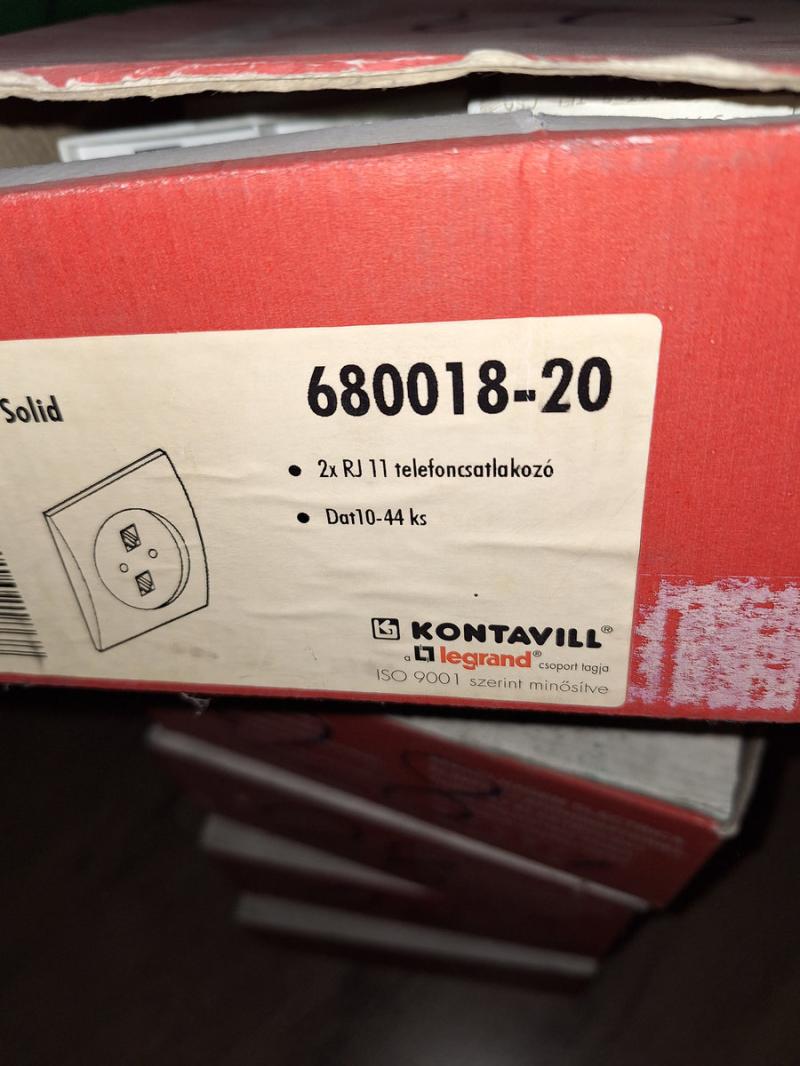 Solid
680018-20
• 2x RJ 11 telefoncsatlakozó
• Dat10-44 ks
KONTAVILL®
a legrand® csoport tagja
ISO 9001 szerint minősítve